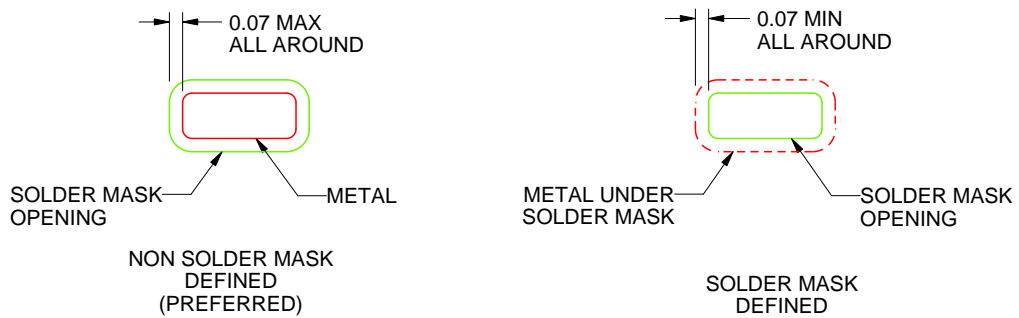 0.07 MAX
ALL AROUND
SOLDER MASK
OPENING
METAL
NON SOLDER MASK
DEFINED
(PREFERRED)
0.07 MIN
ALL AROUND
METAL UNDER
SOLDER MASK
SOLDER MASK
OPENING
SOLDER MASK
DEFINED